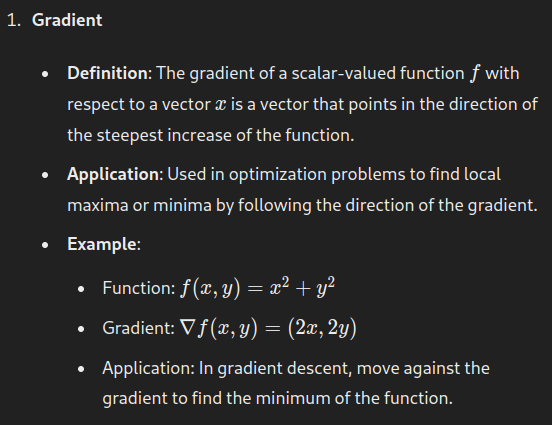 1. Gradient
• Definition: The gradient of a scalar-valued function f with
respect to a vector x is a vector that points in the direction of
the steepest increase of the function.
• Application: Used in optimization problems to find local
maxima or minima by following the direction of the gradient.
• Example:
• Function: f(x, y) = x² + y²
• Gradient: ∇f(x, y) = (2x, 2y)
• Application: In gradient descent, move against the
gradient to find the minimum of the function.